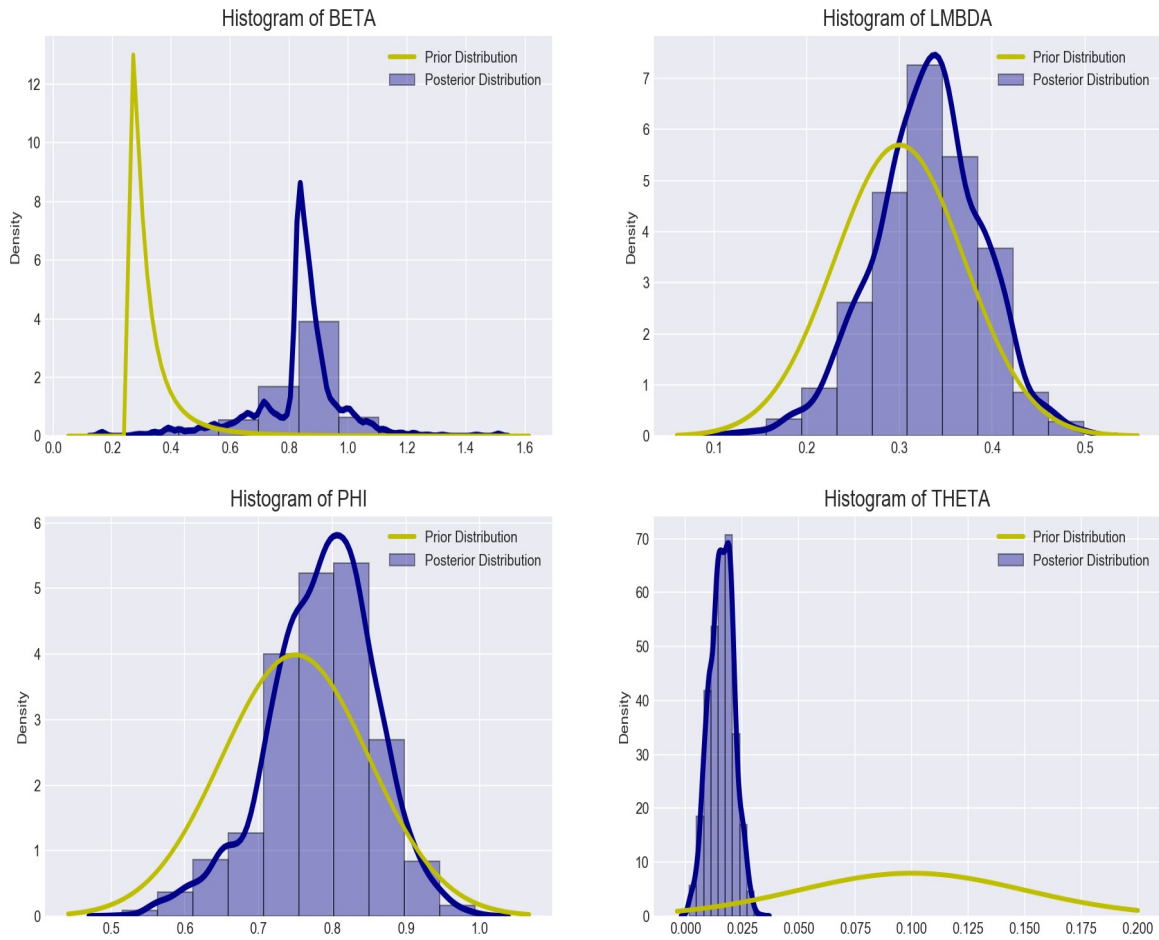 Histogram of BETA
Prior Distribution
Posterior Distribution
Density
12
10
8
6
4
2
0
0.0 0.2 0.4 0.6 0.8 1.0 1.2 1.4 1.6
Histogram of LMBDA
Prior Distribution
Posterior Distribution
Density
7
6
5
4
3
2
1
0
0.1 0.2 0.3 0.4 0.5
Histogram of PHI
Prior Distribution
Posterior Distribution
Density
6
5
4
3
2
1
0
0.5 0.6 0.7 0.8 0.9 1.0
Histogram of THETA
Prior Distribution
Posterior Distribution
Density
70
60
50
40
30
20
10
0
0.000 0.025 0.050 0.075 0.100 0.125 0.150 0.175 0.200